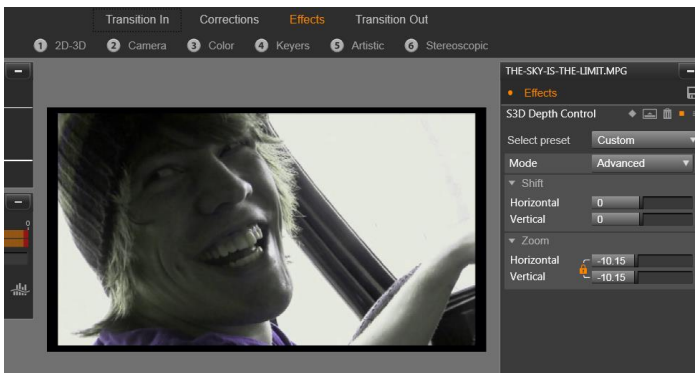 Transition In Corrections Effects Transition Out
1 2D-3D 2 Camera 3 Color 4 Keyers 5 Artistic 6 Stereoscopic
THE-SKY-IS-THE-LIMIT.MPG
Effects
S3D Depth Control
Select preset Custom
Mode Advanced
Shift
Horizontal 0
Vertical 0
0
Zoom
Horizontal -10.15
Vertical -10.15